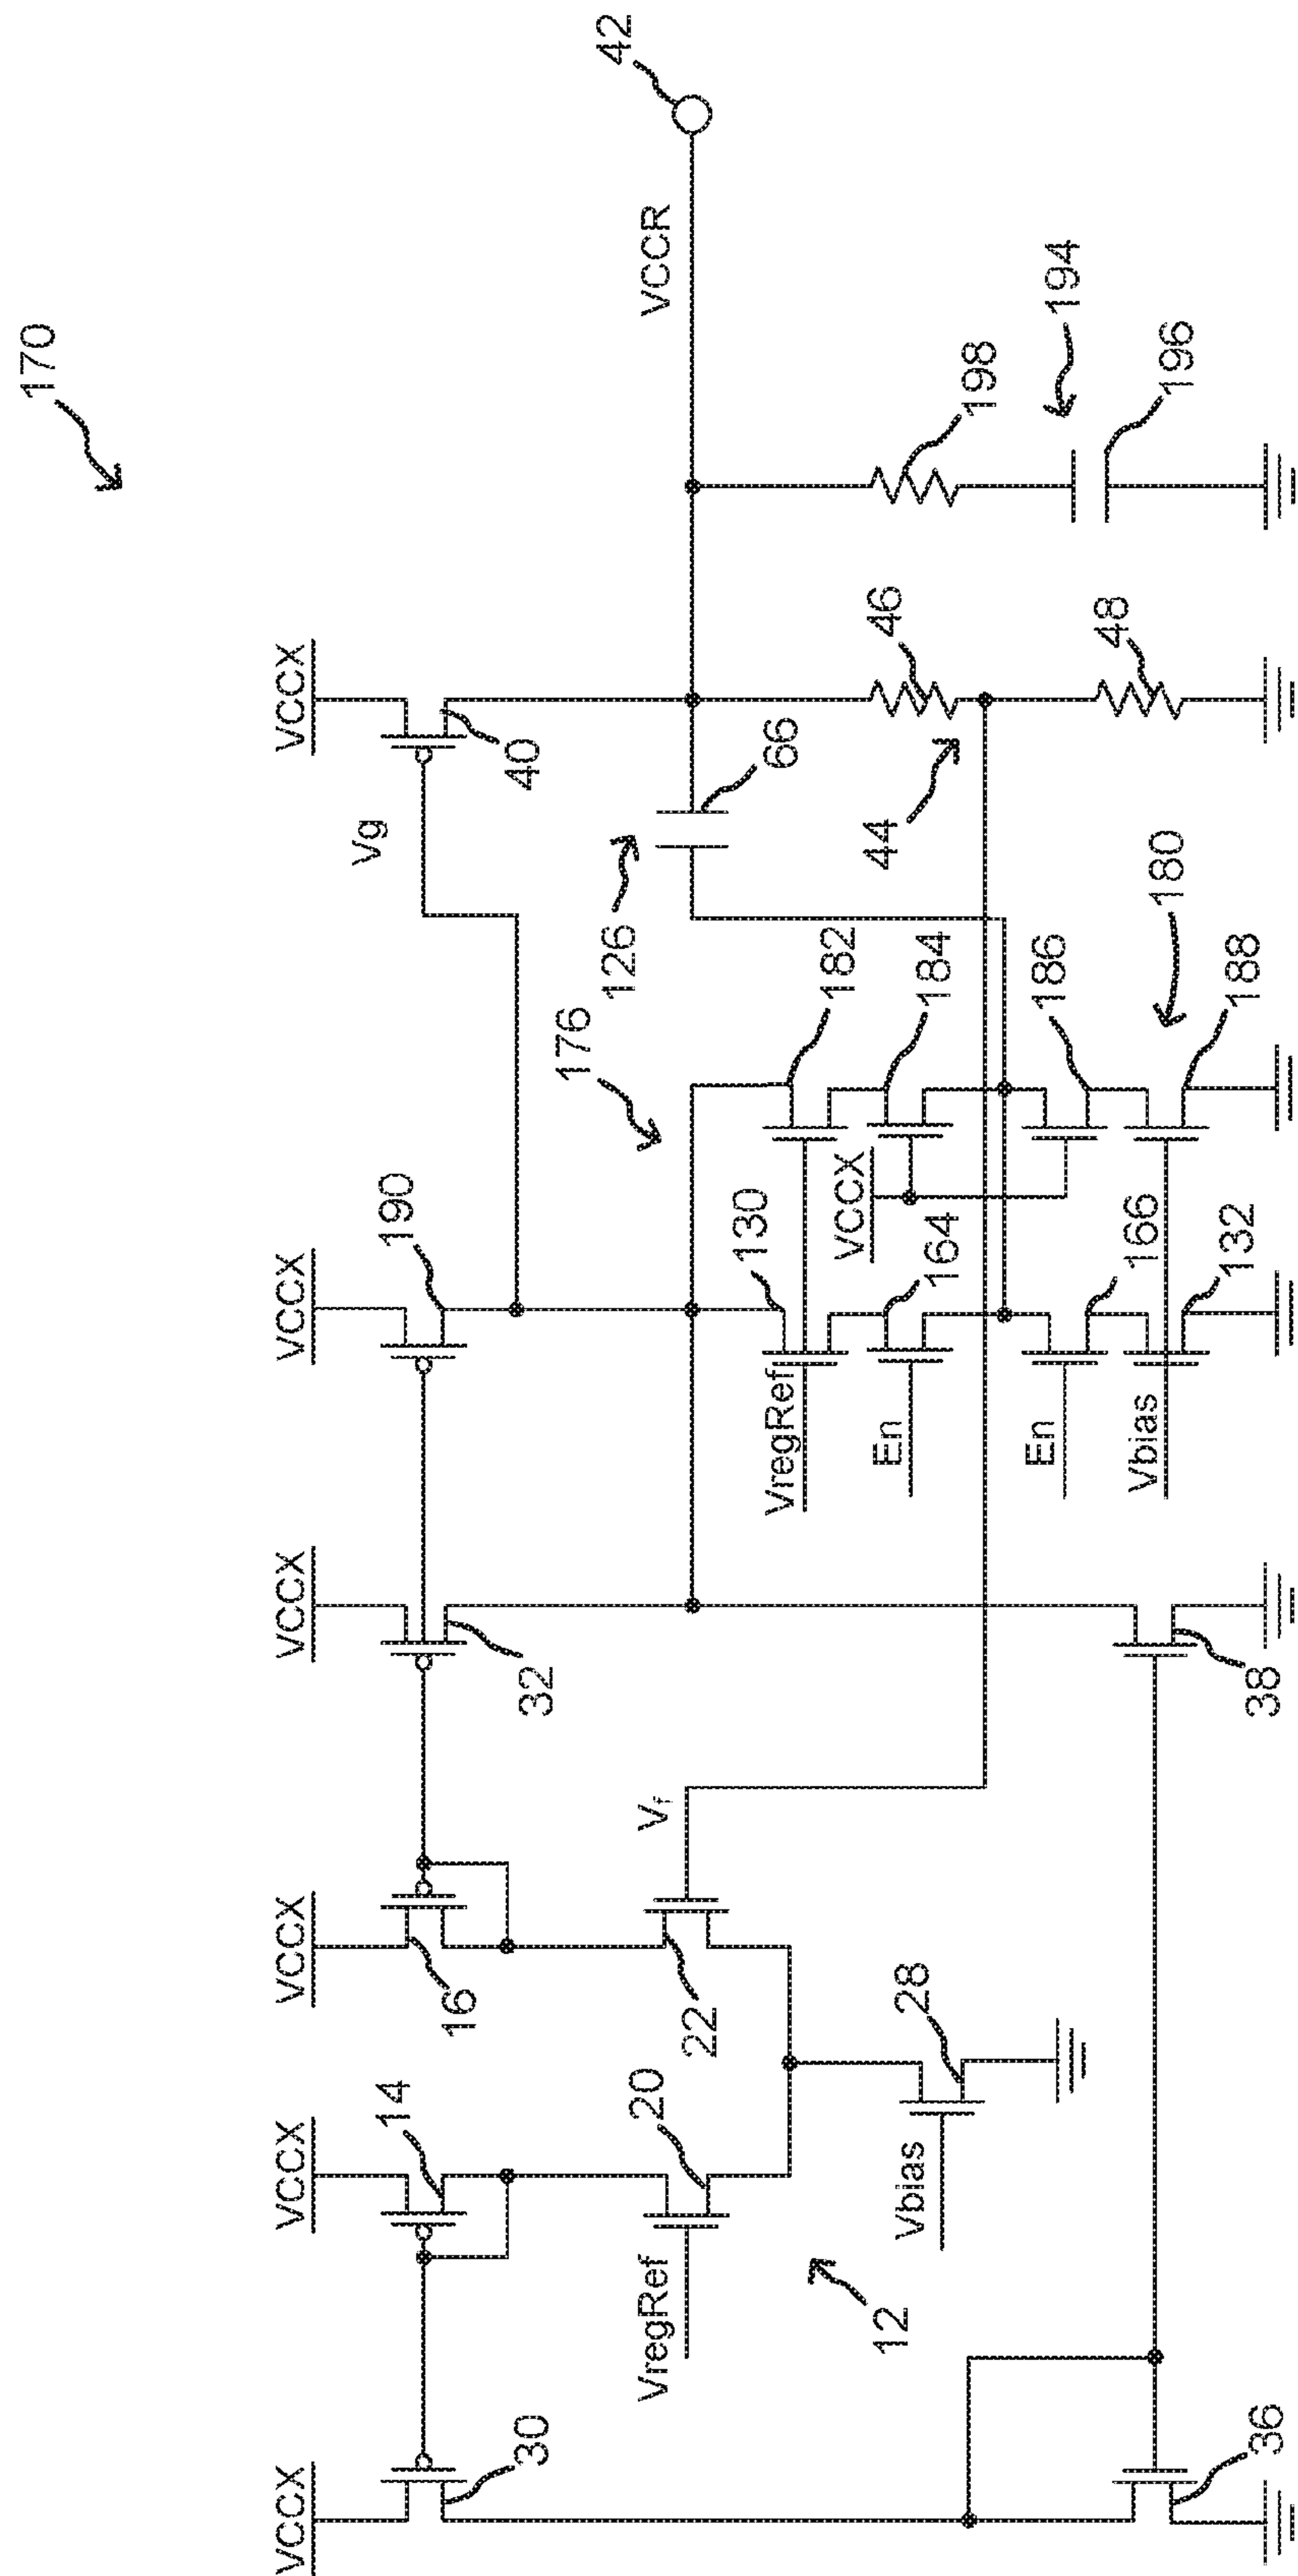 170
VCCX
VCCX
VCCX
VCCX
VCCX
VCCX
30
14
16
32
190
Vg
40
VregRef
20
22
Vf
176
126
66
VCCR
42
12
Vbias
28
VregRef
130
En
164
VCCX
182
184
44
46
198
194
En
166
Vbias
132
186
180
188
48
196
36
38